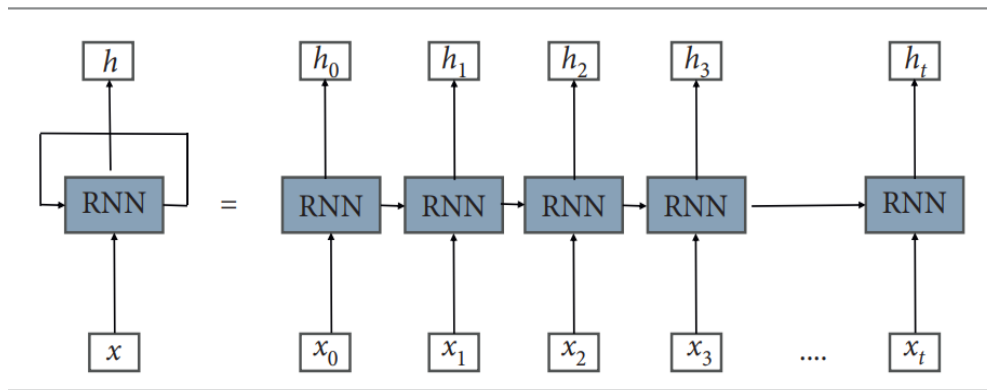 h h₀ h₁ h₂ h₃ hₜ
RNN = RNN RNN RNN RNN RNN
x x₀ x₁ x₂ x₃ .... xₜ